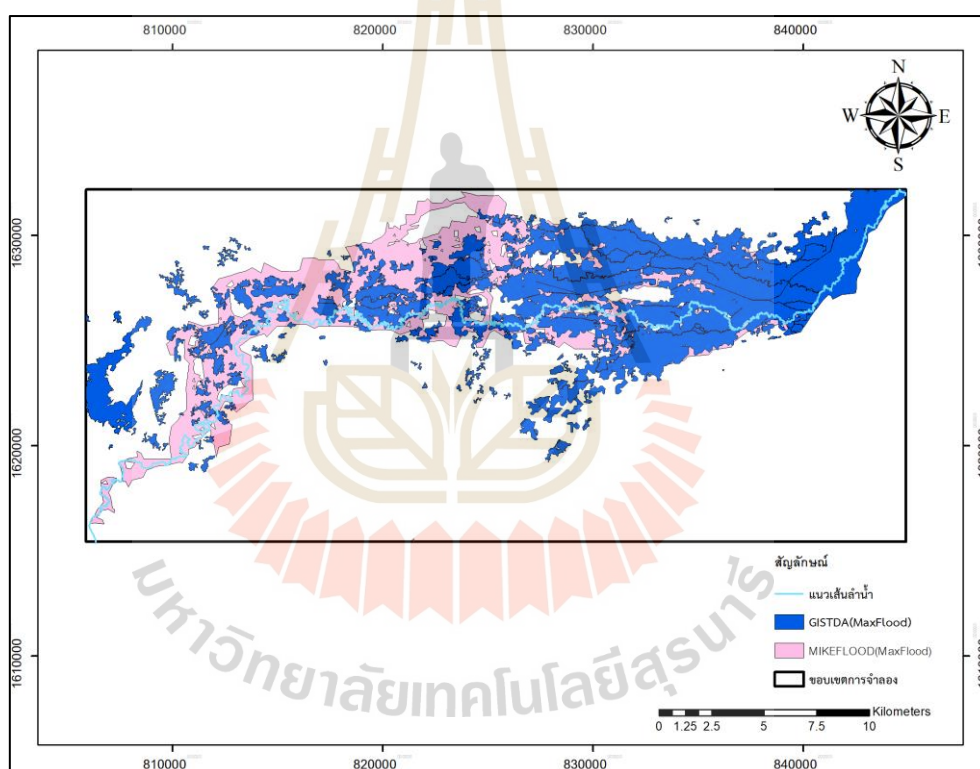 810000 820000 830000 840000
N
W E
S
1630000
1620000
1610000
สัญลักษณ์
แนวเส้นลำน้ำ
GISTDA(MaxFlood)
MIKEFLOOD(MaxFlood)
ขอบเขตการจำลอง
Kilometers
0 1.25 2.5 5 7.5 10
มหาวิทยาลัยเทคโนโลยีสุรนารี
810000 820000 830000 840000